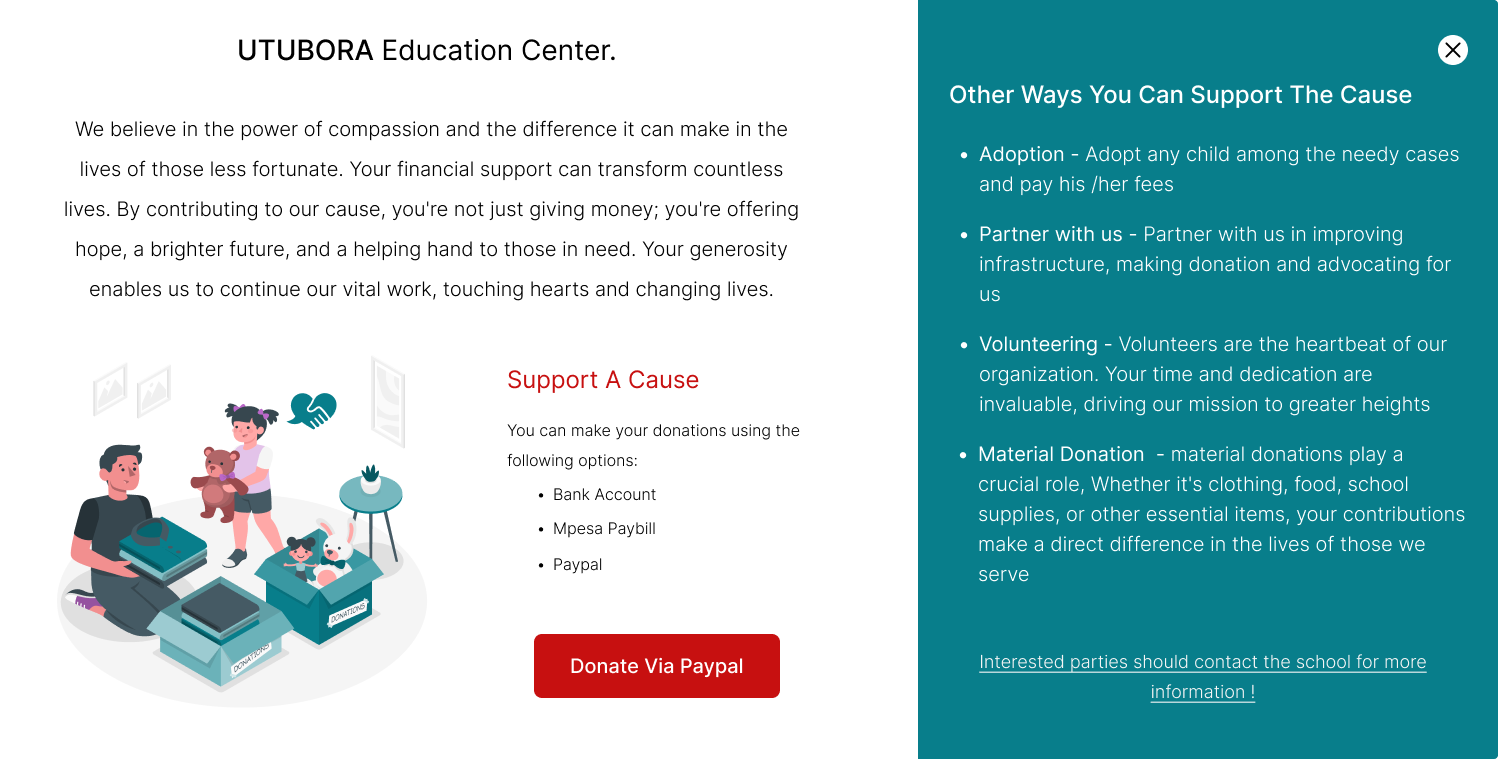 UTUBORA Education Center.
We believe in the power of compassion and the difference it can make in the
lives of those less fortunate. Your financial support can transform countless
lives. By contributing to our cause, you're not just giving money; you're offering
hope, a brighter future, and a helping hand to those in need. Your generosity
enables us to continue our vital work, touching hearts and changing lives.
Support A Cause
You can make your donations using the
following options:
• Bank Account
• Mpesa Paybill
• Paypal
DONATIONS
DONATIONS
Donate Via Paypal
Other Ways You Can Support The Cause
• Adoption - Adopt any child among the needy cases
and pay his /her fees
• Partner with us - Partner with us in improving
infrastructure, making donation and advocating for
us
• Volunteering - Volunteers are the heartbeat of our
organization. Your time and dedication are
invaluable, driving our mission to greater heights
• Material Donation - material donations play a
crucial role, Whether it's clothing, food, school
supplies, or other essential items, your contributions
make a direct difference in the lives of those we
serve
Interested parties should contact the school for more
information !